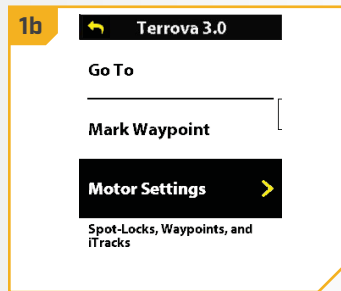 1b
Terrova 3.0
Go To
Mark Waypoint
Motor Settings
Spot-Locks, Waypoints, and
iTracks